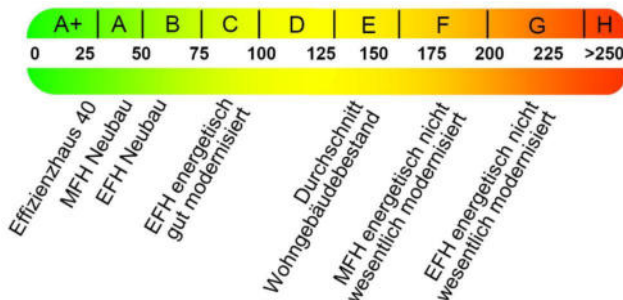 A+ A B C D E F G H
0 25 50 75 100 125 150 175 200 225 >250
Effizienzhaus 40
MFH Neubau
EFH Neubau
EFH energetisch
gut modernisiert
Durchschnitt
Wohngebäudebestand
MFH energetisch nicht
wesentlich modernisiert
EFH energetisch nicht
wesentlich modernisiert